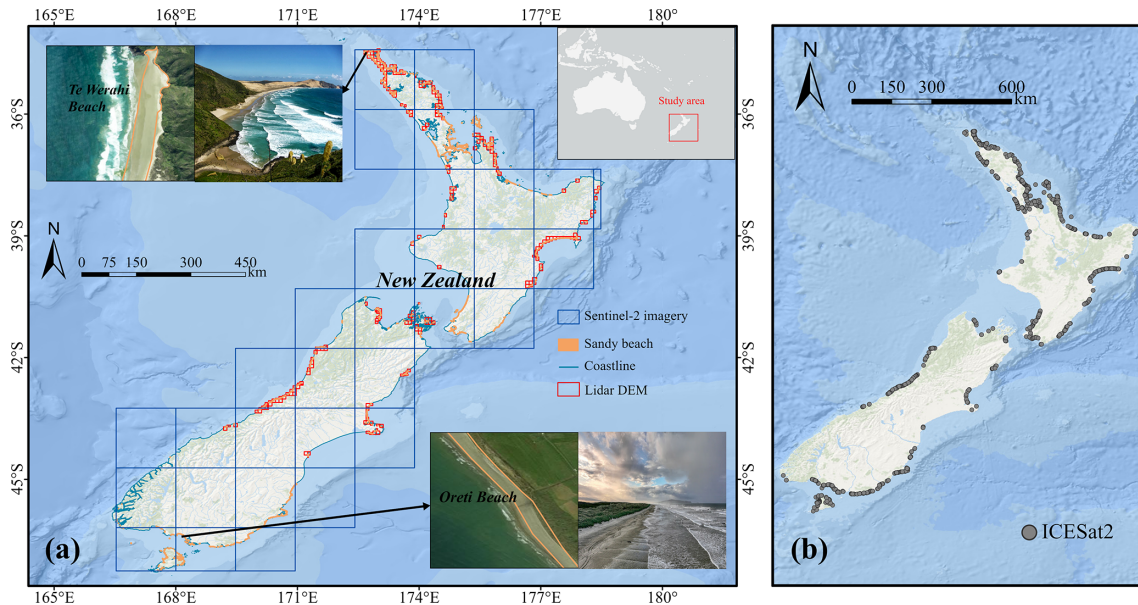 165°E 168°E 171°E 174°E 177°E 180°
Te Werahi
Beach
Study area
N
0 75 150 300 450
km
New Zealand
Sentinel-2 imagery
Sandy beach
Coastline
Lidar DEM
Oreti Beach
(a)
36°S 39°S 42°S 45°S
36°S 39°S 42°S 45°S
165°E 168°E 171°E 174°E 177°E 180°
N
0 150 300 600
km
ICESat2
(b)